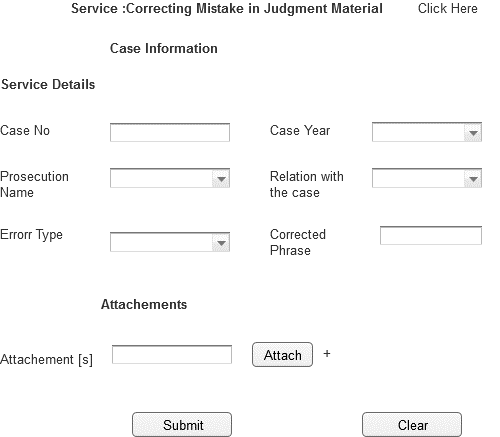 Service :Correcting Mistake in Judgment Material Click Here
Case Information
Service Details
Case No Case Year
Prosecution Name Relation with the case
Errorr Type Corrected Phrase
Attachements
Attachement [s] Attach +
Submit Clear